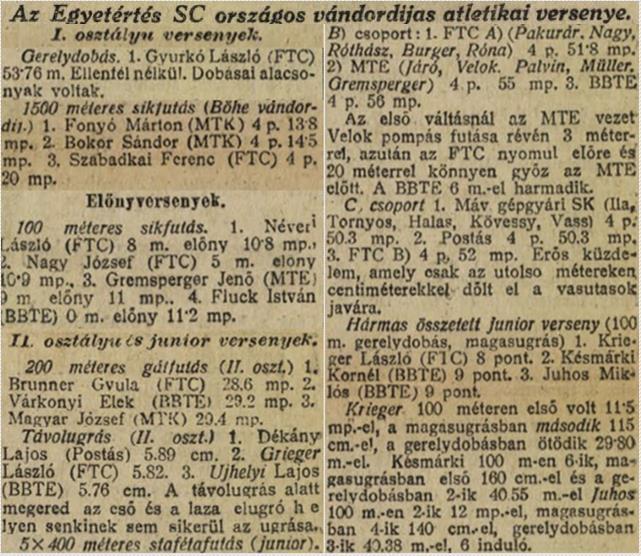 Az Egyetértés SC országos vándordijas atletikai versenye.
I. osztályu versenyek.
Gerelydobás. 1. Gyurkó László (FTC)
53·76 m. Ellenfél nélkül. Dobásai alacso-
nyak voltak.
1500 méteres síkfutás (Bőhe vándor-
dij.) 1. Fonyó Márton (MTK) 4 p. 13·8
mp. 2. Bokor Sándor (MTK) 4 p. 14·5
mp. 3. Szabadkai Ferenc (FTC) 4 p.
20 mp.
Előnyversenyek.
100 méteres síkfutás. 1. Néveri
László (FTC) 8 m. előny 10·8 mp.,
2. Nagy József (FTC) 5 m. előny
10·9 mp., 3. Gremsperger Jenő (MTE)
9 m előny 11 mp.. 4. Fluck István
(BBTE) 0 m. előny 11·2 mp.
II. osztályu és junior versenyek.
200 méteres gátfutás (II. oszt.) 1.
Brunner Gyula (FTC) 28.6 mp. 2.
Várkonyi Elek (BBTE) 29.2 mp. 3.
Magyar József (MTK) 29.4 mp.
Távolugrás (II. oszt.) 1. Dékány
Lajos (Postás) 5.89 cm. 2. Grieger
László (FTC) 5.82. 3. Ujhelyi Lajos
(BBTE) 5.76 cm. A távolugrás alatt
megered az eső és a laza elugró he
lyen senkinek sem sikerül az ugrása.
5×400 méteres stafétafutás (junior).
B) csoport: 1. FTC A) (Pakurár. Nagy,
Róthász, Burger, Róna) 4 p. 51·8 mp.
2) MTE (Járó, Velok. Palvin, Müller.
Gremsperger) 4 p. 55 mp. 3. BBTE
4 p. 56 mp.
Az első váltásnál az MTE vezet
Velok pompás futása révén 3 méter-
rel, azután az FTC nyomul előre és
20 méterrel könnyen győz az MTE
előtt. A BBTE 6 m.-el harmadik.
C, csoport 1. Máv. gépgyári SK (Ila,
Tornyos, Halas, Kövessy, Vass) 4 p.
50.3 mp. 2. Postás 4 p. 50.3 mp.
3. FTC B) 4 p, 52 mp. Erős küzde-
lem, amely csak az utolso métereken
centiméterekkel dőlt el a vasutasok
javára.
Hármas összetett junior verseny (100
m. gerelydobás, magasugrás) 1. Krie-
ger László (FTC) 8 pont. 2. Késmárki
Kornél (BBTE) 9 pont. 3. Juhos Mik-
lós (BBTE) 9 pont.
Krieger 100 méteren első volt 11·5
mp.-el, a magasugrásban második 115
cm.-el, a gerelydobásban ötödik 29·80
m.-el. Késmárki 100 m-en 6-ik, ma-
gasugrásban első 160 cm.-el és a ge-
relydobásban 2-ik 40.55 m.-el Juhos
100 m.-en 2-ik 12 mp.-el, magasugrás-
ban 4-ik 140 cm.-el, gerelydobásban
3-ik 40.38 m.-el. 6 induló.